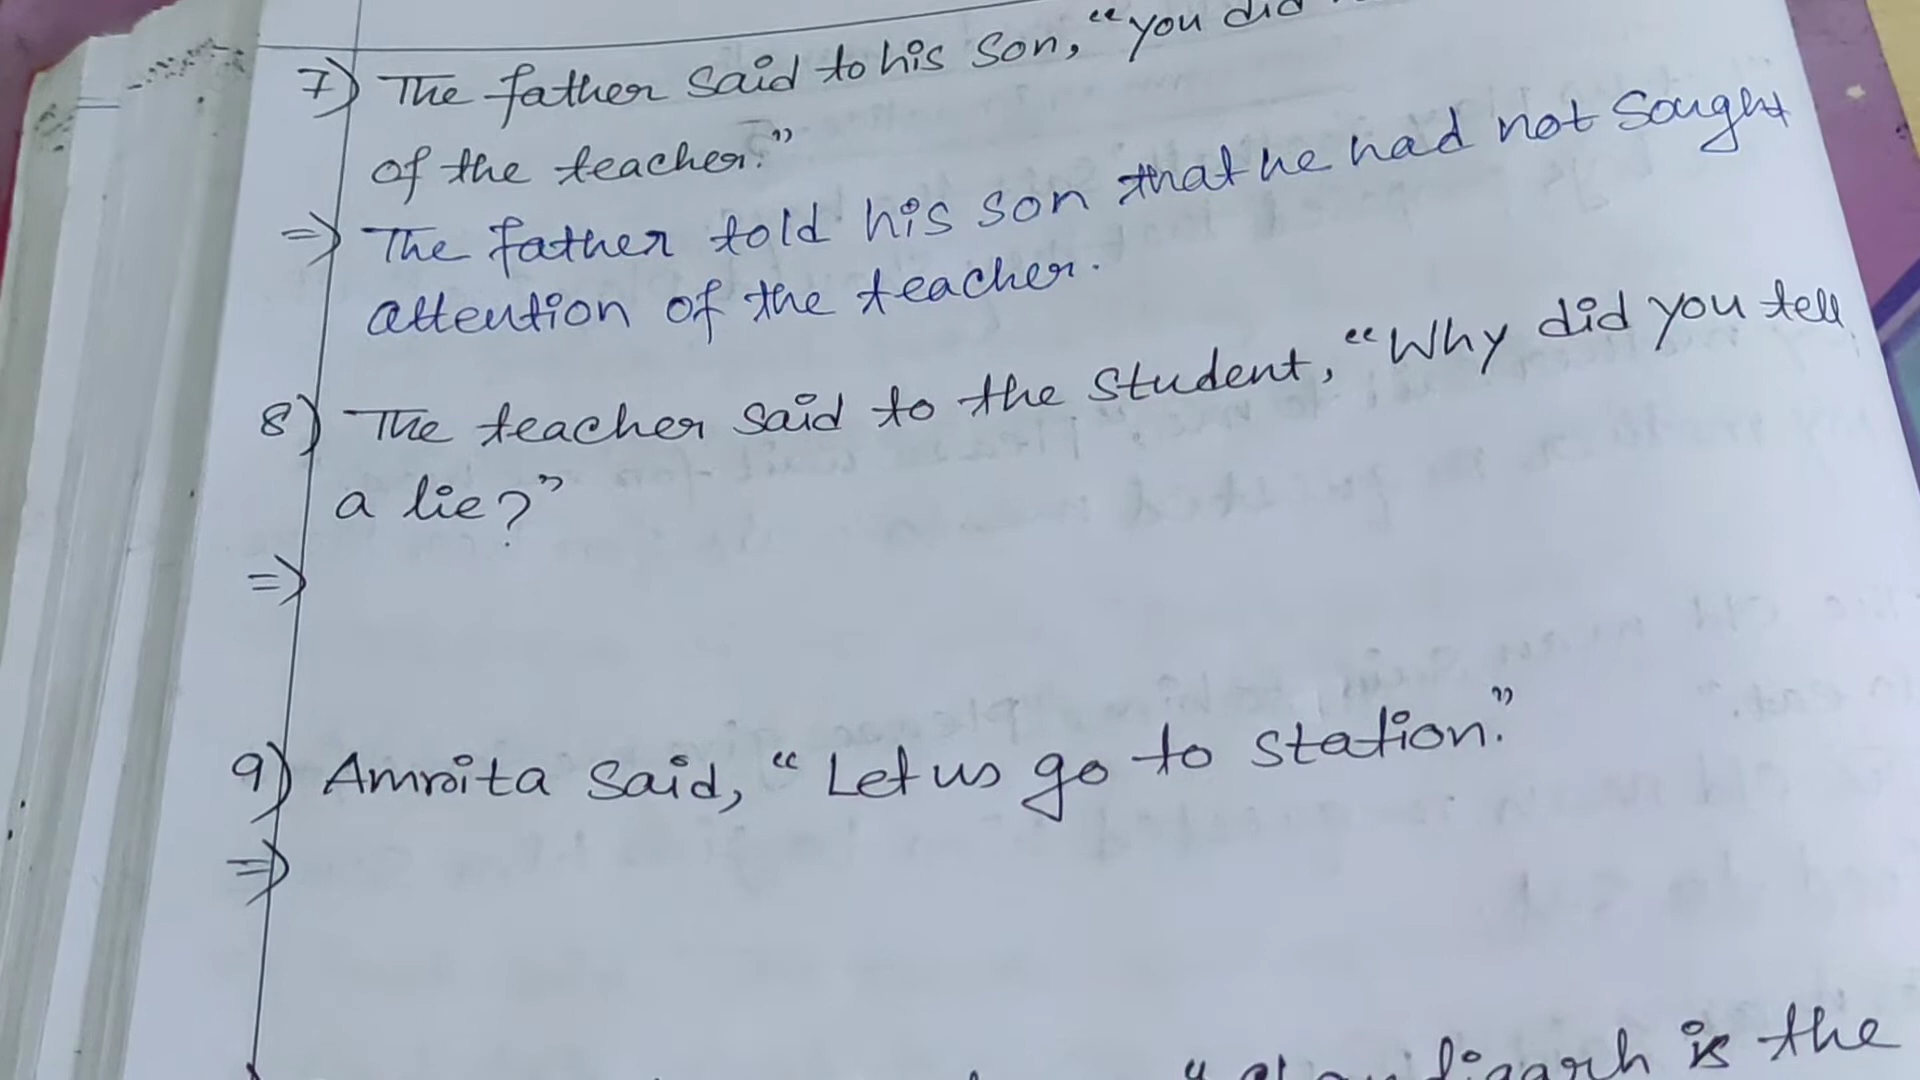 7) The father said to his son, "you did
of the teacher."
=> The father told his son that he had not sought
attention of the teacher.
8) The teacher said to the student, "Why did you tell
a lie?"
=>
9) Amrita said, "Let us go to station."
=>
is the